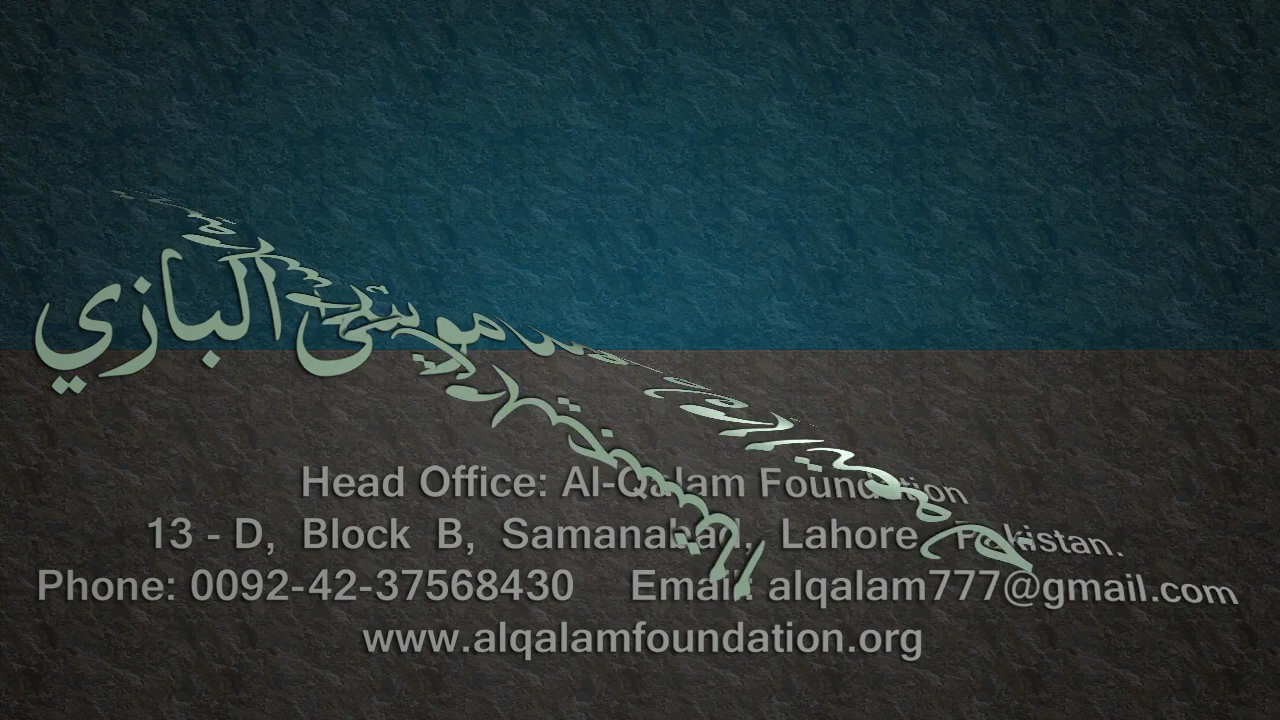 موسى البازي
Head Office: Al-Qalam Foundation
13 - D, Block B, Samanabad, Lahore, Pakistan.
Phone: 0092-42-37568430 Email: alqalam777@gmail.com
www.alqalamfoundation.org